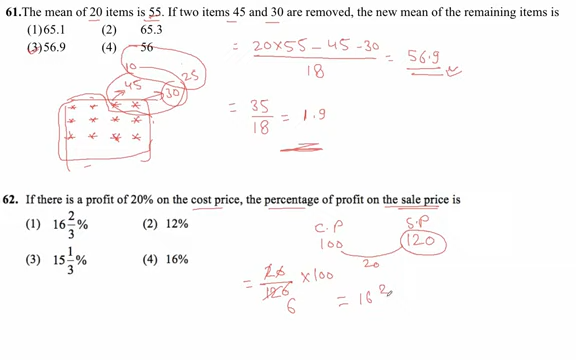 61. The mean of 20 items is 55. If two items 45 and 30 are removed, the new mean of the remaining items is
(1) 65.1 (2) 65.3
(3) 56.9 (4) 56
10
25
45
30
= 20 × 55 - 45 - 30 / 18 = 56.9
= 35 / 18 = 1.9
62. If there is a profit of 20% on the cost price, the percentage of profit on the sale price is
(1) 16 2/3 % (2) 12%
(3) 15 1/3 % (4) 16%
C.P S.P
100 120
20
= 20 / 120 × 100
6
= 16 2